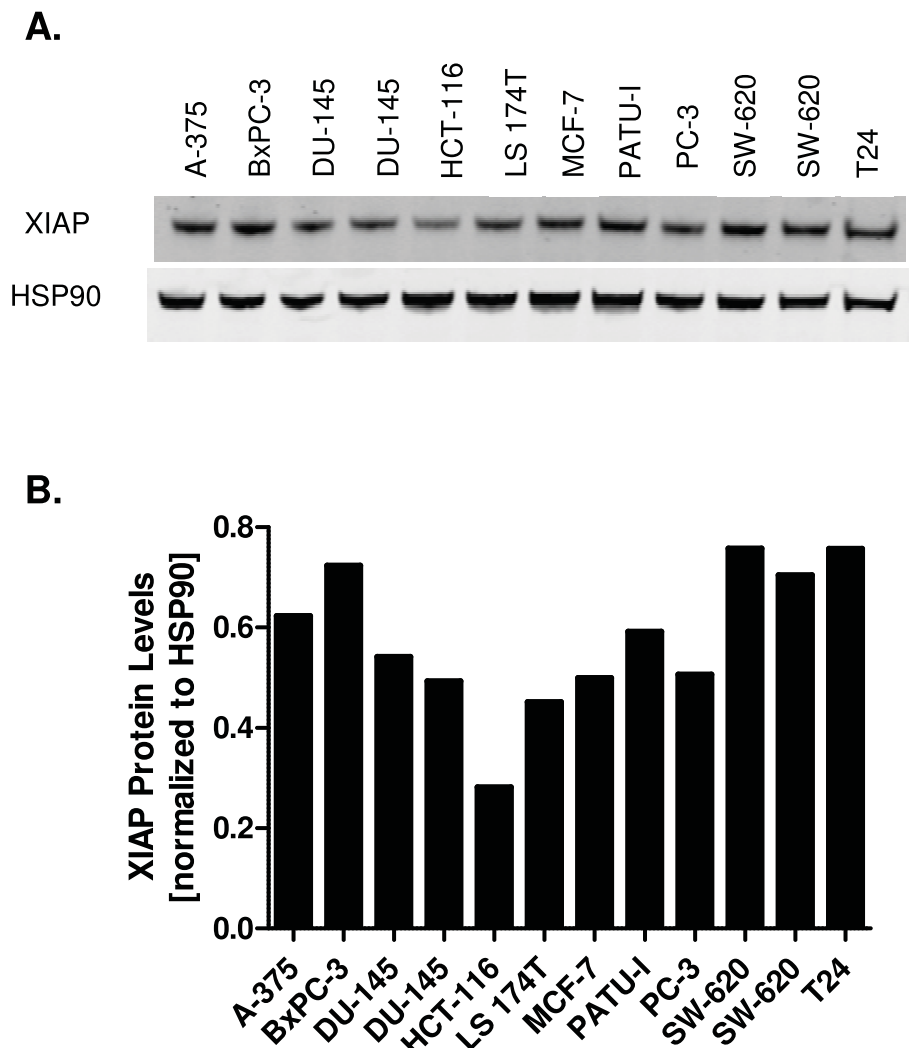 A.
A-375
BxPC-3
DU-145
DU-145
HCT-116
LS 174T
MCF-7
PATU-I
PC-3
SW-620
SW-620
T24
XIAP
HSP90
B.
XIAP Protein Levels
[normalized to HSP90]
0.8
0.6
0.4
0.2
0.0
A-375
BxPC-3
DU-145
DU-145
HCT-116
LS 174T
MCF-7
PATU-I
PC-3
SW-620
SW-620
T24